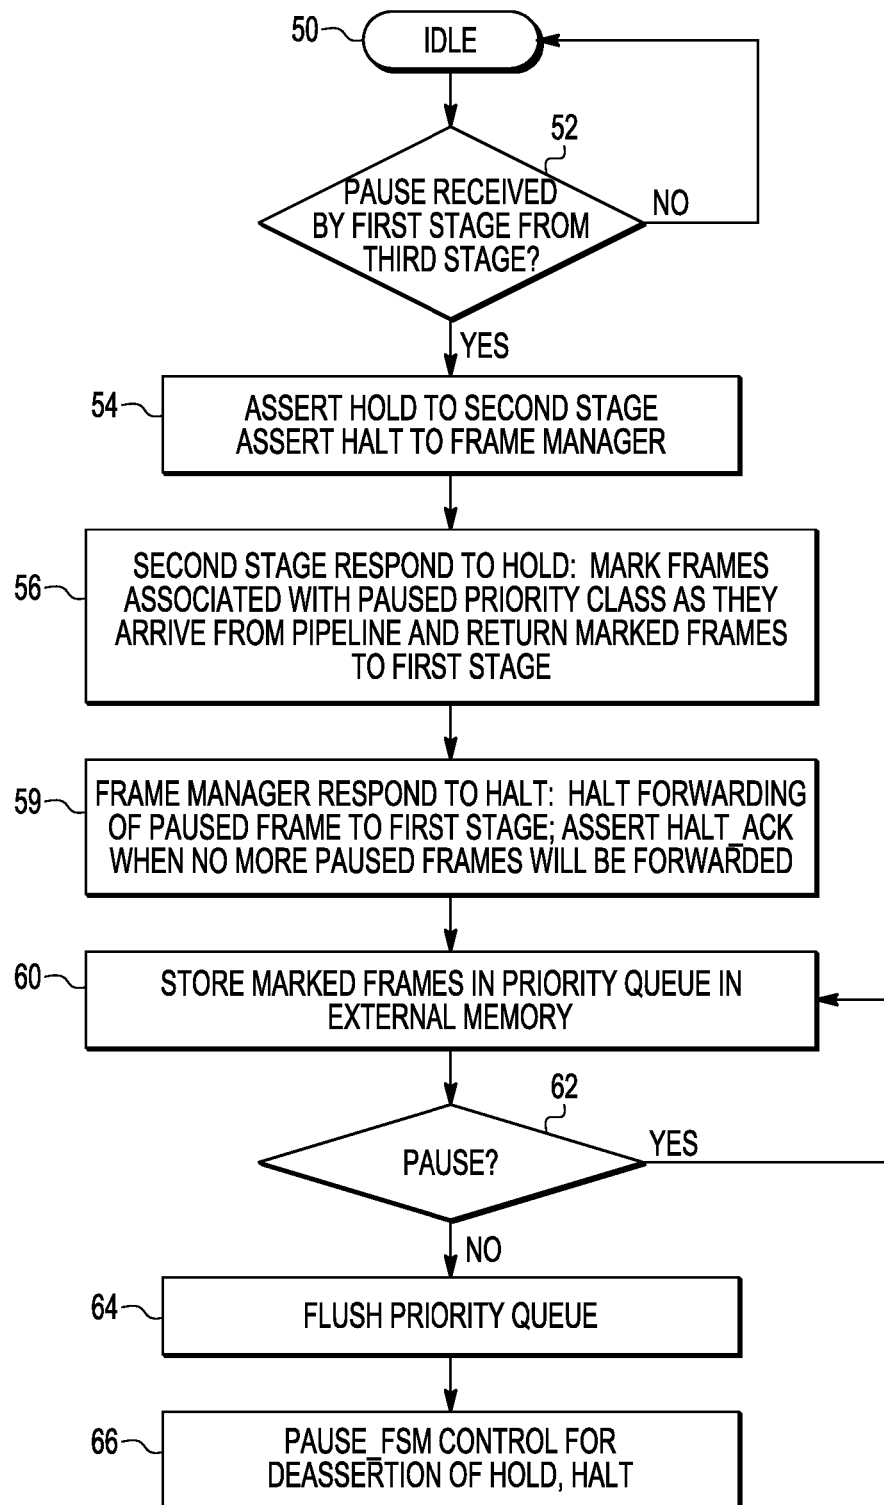 50
IDLE
52
PAUSE RECEIVED
BY FIRST STAGE FROM
THIRD STAGE?
NO
YES
54
ASSERT HOLD TO SECOND STAGE
ASSERT HALT TO FRAME MANAGER
56
SECOND STAGE RESPOND TO HOLD: MARK FRAMES
ASSOCIATED WITH PAUSED PRIORITY CLASS AS THEY
ARRIVE FROM PIPELINE AND RETURN MARKED FRAMES
TO FIRST STAGE
59
FRAME MANAGER RESPOND TO HALT: HALT FORWARDING
OF PAUSED FRAME TO FIRST STAGE; ASSERT HALT_ACK
WHEN NO MORE PAUSED FRAMES WILL BE FORWARDED
60
STORE MARKED FRAMES IN PRIORITY QUEUE IN
EXTERNAL MEMORY
62
PAUSE?
YES
NO
64
FLUSH PRIORITY QUEUE
66
PAUSE_FSM CONTROL FOR
DEASSERTION OF HOLD, HALT